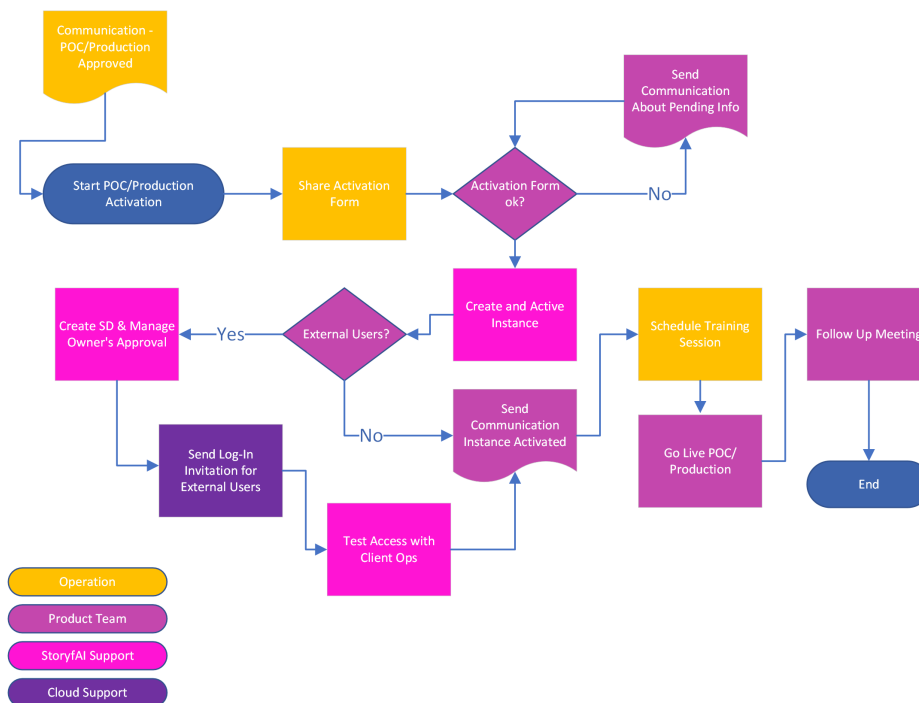 Communication -
POC/Production
Approved
Send
Communication
About Pending Info
Start POC/Production
Activation
Share Activation
Form
Activation Form
ok?
No
Create and Active
Instance
External Users?
Yes
Create SD & Manage
Owner's Approval
Schedule Training
Session
Follow Up Meeting
No
Send
Communication
Instance Activated
Send Log-In
Invitation for
External Users
Go Live POC/
Production
End
Test Access with
Client Ops
Operation
Product Team
StoryfAI Support
Cloud Support